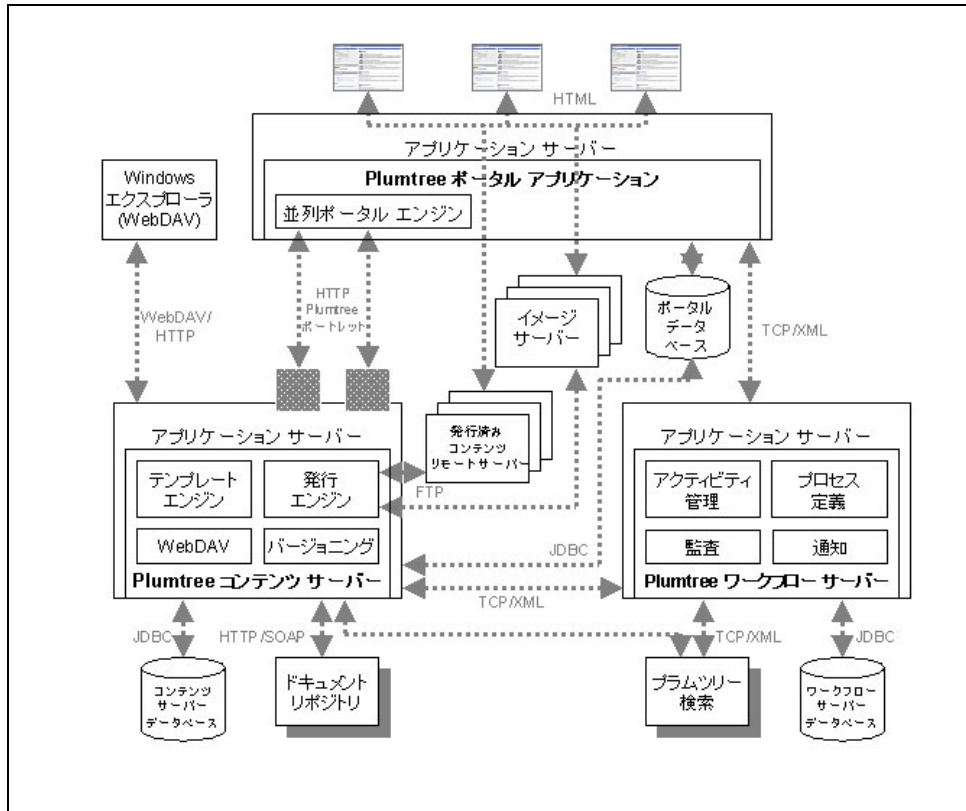 HTML
アプリケーション サーバー
Plumtree ポータル アプリケーション
並列ポータル エンジン
Windows
エクスプローラ
(WebDAV)
WebDAV/
HTTP
HTTP
Plumtree
ポートレット
イメージ
サーバー
ポータル
データ
ベース
TCP/XML
発行済み
コンテンツ
リモートサーバー
FTP
アプリケーション サーバー
テンプレート
エンジン
発行
エンジン
WebDAV
バージョニング
Plumtree コンテンツ サーバー
JDBC
TCP/XML
アプリケーション サーバー
アクティビティ
管理
プロセス
定義
監査
通知
Plumtree ワークフロー サーバー
JDBC
HTTP/SOAP
TCP/XML
JDBC
コンテンツ
サーバー
データベース
ドキュメント
リポジトリ
プラムツリー
検索
ワークフロー
サーバー
データベース